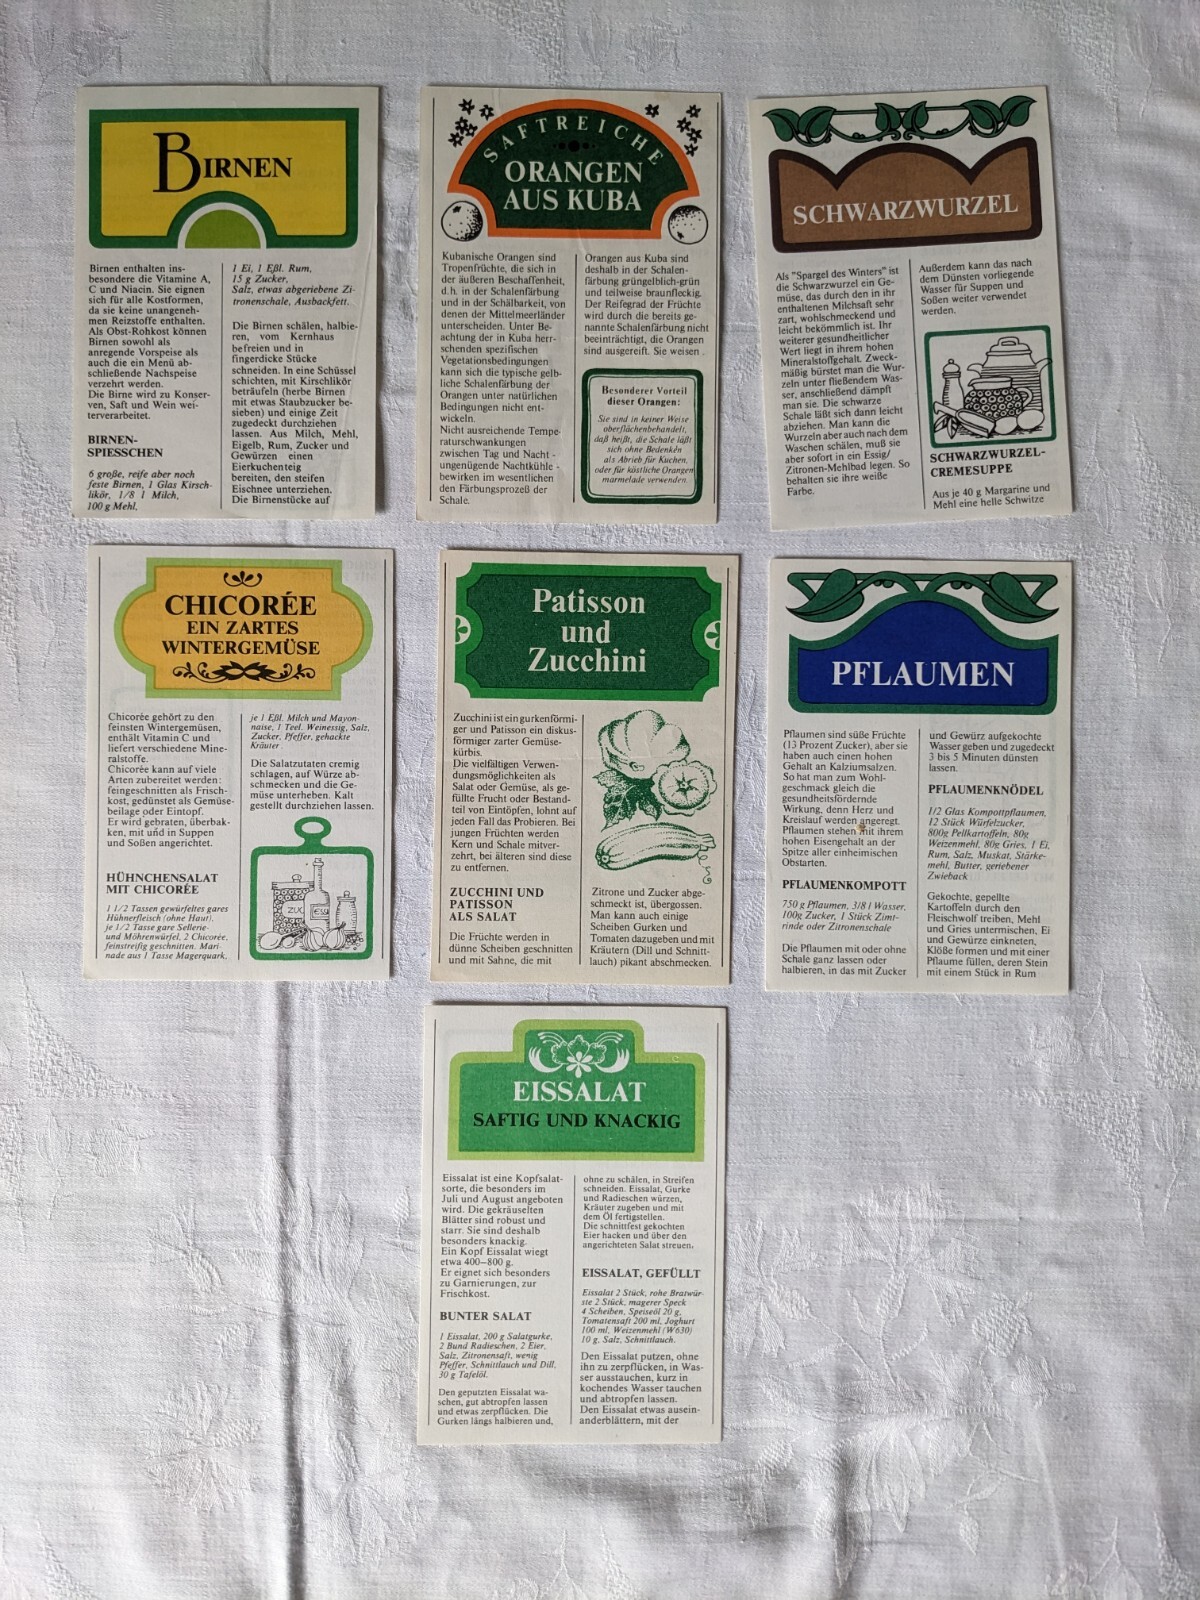 BIRNEN
Birnen enthalten ins-
besondere die Vitamine A,
C und Niacin. Sie eignen
sich für alle Kostformen,
da sie keine unangeneh-
men Reizstoffe enthalten.
Als Obst-Rohkost können
Birnen sowohl als
anregende Vorspeise als
auch die ein Menü ab-
schließende Nachspeise
verzehrt werden.
Die Birne wird zu Konser-
ven, Saft und Wein wei-
terverarbeitet.
BIRNEN-
SPIESSCHEN
6 große, reife aber noch
feste Birnen, 1 Glas Kirsch-
likör, 1/8 l Milch,
100 g Mehl,
1 Ei, 1 Eßl. Rum,
15 g Zucker,
Salz, etwas abgeriebene Zi-
tronenschale, Ausbackfett.
Die Birnen schälen, halbie-
ren, vom Kernhaus
befreien und in
fingerdicke Stücke
schneiden. In eine Schüssel
schichten, mit Kirschlikör
beträufeln (herbe Birnen
mit etwas Staubzucker be-
sieben) und einige Zeit
zugedeckt durchziehen
lassen. Aus Milch, Mehl,
Eigelb, Rum, Zucker und
Gewürzen einen
Eierkuchenteig
bereiten, den steifen
Eischnee unterziehen.
Die Birnenstücke auf
SAFTREICHE
ORANGEN
AUS KUBA
Kubanische Orangen sind
Tropenfrüchte, die sich in
der äußeren Beschaffenheit,
d.h. in der Schalenfärbung
und in der Schälbarkeit, von
denen der Mittelmeerländer
unterscheiden. Unter Be-
achtung der in Kuba herr-
schenden spezifischen
Vegetationsbedingungen
kann sich die typische gelb-
liche Schalenfärbung der
Orangen unter natürlichen
Bedingungen nicht ent-
wickeln.
Nicht ausreichende Tempe-
raturschwankungen
zwischen Tag und Nacht -
ungenügende Nachtkühle -
bewirken im wesentlichen
den Färbungsprozeß der
Schale.
Orangen aus Kuba sind
deshalb in der Schalen-
färbung grüngelblich-grün
und teilweise braunfleckig.
Der Reifegrad der Früchte
wird durch die bereits ge-
nannte Schalenfärbung nicht
beeinträchtigt, die Orangen
sind ausgereift. Sie weisen
Besonderer Vorteil
dieser Orangen:
Sie sind in keiner Weise
oberflächenbehandelt,
daß heißt, die Schale läßt
sich ohne Bedenken
als Abrieb für Kuchen,
oder für köstliche Orangen
marmelade verwenden.
SCHWARZWURZEL
Als "Spargel des Winters" ist
die Schwarzwurzel ein Ge-
müse, das durch den in ihr
enthaltenen Milchsaft sehr
zart, wohlschmeckend und
leicht bekömmlich ist. Ihr
weiterer gesundheitlicher
Wert liegt in ihrem hohen
Mineralstoffgehalt. Zweck-
mäßig bürstet man die Wur-
zeln unter fließendem Was-
ser, anschließend dämpft
man sie. Die schwarze
Schale läßt sich dann leicht
abziehen. Man kann die
Wurzeln aber auch nach dem
Waschen schälen, muß sie
aber sofort in ein Essig/
Zitronen-Mehlbad legen. So
behalten sie ihre weiße
Farbe.
Außerdem kann das nach
dem Dünsten vorliegende
Wasser für Suppen und
Soßen weiter verwendet
werden.
SCHWARZWURZEL-
CREMESUPPE
Aus je 40 g Margarine und
Mehl eine helle Schwitze
CHICORÉE
EIN ZARTES
WINTERGEMÜSE
Chicorée gehört zu den
feinsten Wintergemüsen,
enthält Vitamin C und
liefert verschiedene Mine-
ralstoffe.
Chicorée kann auf viele
Arten zubereitet werden:
feingeschnitten als Frisch-
kost, gedünstet als Gemüse-
beilage oder Eintopf.
Er wird gebraten, überbak-
ken, mit und in Suppen
und Soßen angerichtet.
HÜHNCHENSALAT
MIT CHICORÉE
1 1/2 Tassen gewürfeltes gares
Hühnerfleisch (ohne Haut),
je 1/2 Tasse gare Sellerie-
und Möhrenwürfel, 2 Chicorée,
feinstreifig geschnitten. Mari-
nade aus 1 Tasse Magerquark,
je 1 Eßl. Milch und Mayon-
naise, 1 Teel. Weinessig, Salz,
Zucker, Pfeffer, gehackte
Kräuter
Die Salatzutaten cremig
schlagen, auf Würze ab-
schmecken und die Ge-
müse unterheben. Kalt
gestellt durchziehen lassen.
ZUC
ESSIG
Patisson
und
Zucchini
Zucchini ist ein gurkenförmi-
ger und Patisson ein diskus-
förmiger zarter Gemüse-
kürbis.
Die vielfältigen Verwen-
dungsmöglichkeiten als
Salat oder Gemüse, als ge-
füllte Frucht oder Bestand-
teil von Eintöpfen, lohnt auf
jeden Fall das Probieren. Bei
jungen Früchten werden
Kern und Schale mitver-
zehrt, bei älteren sind diese
zu entfernen.
ZUCCHINI UND
PATISSON
ALS SALAT
Die Früchte werden in
dünne Scheiben geschnitten
und mit Sahne, die mit
Zitrone und Zucker abge-
schmeckt ist, übergossen.
Man kann auch einige
Scheiben Gurken und
Tomaten dazugeben und mit
Kräutern (Dill und Schnitt-
lauch) pikant abschmecken.
PFLAUMEN
Pflaumen sind süße Früchte
(13 Prozent Zucker), aber sie
haben auch einen hohen
Gehalt an Kalziumsalzen.
So hat man zum Wohl-
geschmack gleich die
gesundheitsfördernde
Wirkung, denn Herz und
Kreislauf werden angeregt.
Pflaumen stehen mit ihrem
hohen Eisengehalt an der
Spitze aller einheimischen
Obstarten.
PFLAUMENKOMPOTT
750 g Pflaumen, 3/8 l Wasser,
100g Zucker, 1 Stück Zimt-
rinde oder Zitronenschale
Die Pflaumen mit oder ohne
Schale ganz lassen oder
halbieren, in das mit Zucker
und Gewürz aufgekochte
Wasser geben und zugedeckt
3 bis 5 Minuten dünsten
lassen.
PFLAUMENKNÖDEL
1/2 Glas Kompottpflaumen,
12 Stück Würfelzucker,
800g Pellkartoffeln, 80g
Weizenmehl, 80g Gries, 1 Ei,
Rum, Salz, Muskat, Stärke-
mehl, Butter, geriebener
Zwieback
Gekochte, gepellte
Kartoffeln durch den
Fleischwolf treiben, Mehl
und Gries untermischen, Ei
und Gewürze einkneten,
Klöße formen und mit einer
Pflaume füllen, deren Stein
mit einem Stück in Rum
EISSALAT
SAFTIG UND KNACKIG
Eissalat ist eine Kopfsalat-
sorte, die besonders im
Juli und August angeboten
wird. Die gekräuselten
Blätter sind robust und
starr. Sie sind deshalb
besonders knackig.
Ein Kopf Eissalat wiegt
etwa 400–800 g.
Er eignet sich besonders
zu Garnierungen, zur
Frischkost.
BUNTER SALAT
1 Eissalat, 200 g Salatgurke,
2 Bund Radieschen, 2 Eier,
Salz, Zitronensaft, wenig
Pfeffer, Schnittlauch und Dill,
30 g Tafelöl.
Den geputzten Eissalat wa-
schen, gut abtropfen lassen
und etwas zerpflücken. Die
Gurken längs halbieren und,
ohne zu schälen, in Streifen
schneiden. Eissalat, Gurke
und Radieschen würzen,
Kräuter zugeben und mit
dem Öl fertigstellen.
Die schnittfest gekochten
Eier hacken und über den
angerichteten Salat streuen.
EISSALAT, GEFÜLLT
Eissalat 2 Stück, rohe Bratwür-
ste 2 Stück, magerer Speck
4 Scheiben, Speiseöl 20 g,
Tomatensaft 200 ml, Joghurt
100 ml, Weizenmehl (W630)
10 g, Salz, Schnittlauch.
Den Eissalat putzen, ohne
ihn zu zerpflücken, in Was-
ser ausstauchen, kurz in
kochendes Wasser tauchen
und abtropfen lassen.
Den Eissalat etwas ausein-
anderblättern, mit der